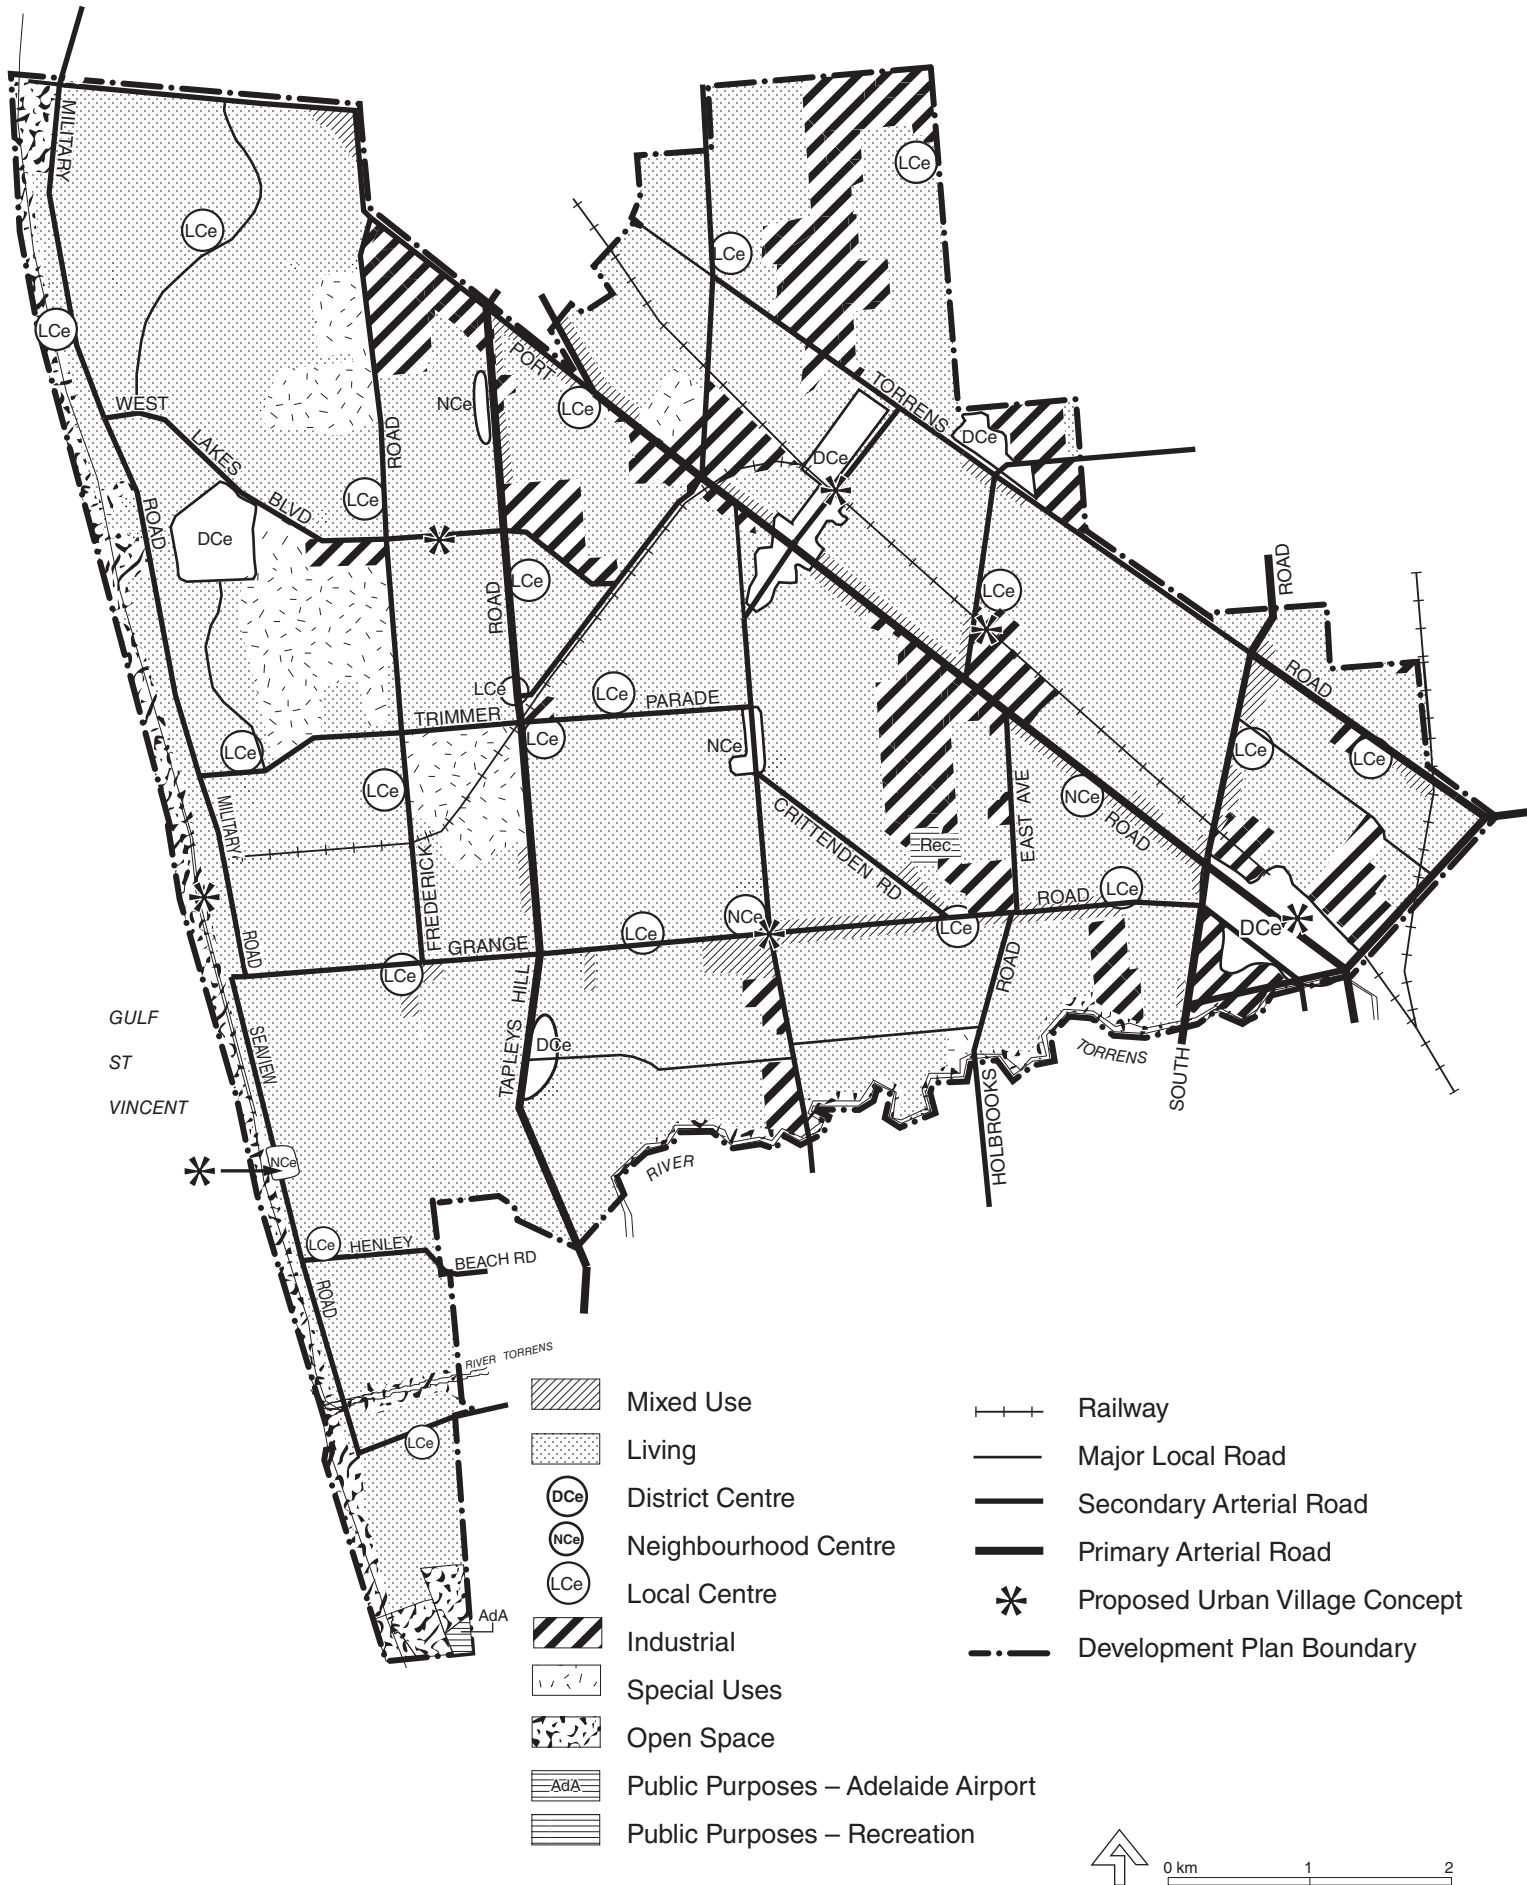 MILITARY
LCe
LCe
LCe
LCe
WEST
LAKES
BLVD
ROAD
NCe
PORT
LCe
TORRENS
DCe
DCe
ROAD
LCe
DCe
ROAD
LCe
ROAD
LCe
ROAD
LCe
LCe
TRIMMER
PARADE
NCe
LCe
LCe
LCe
LCe
ROAD
LCe
LCe
NCe
ROAD
EAST AVE
CRITTENDEN RD
Rec
MILITARY
FREDERICK
ROAD
GRANGE
LCe
LCe
NCe
LCe
ROAD
LCe
DCe
ROAD
HILL
TAPLEYS
DCe
SEAVIEW
GULF
ST
VINCENT
TORRENS
SOUTH
HOLBROOKS
RIVER
NCe
LCe
HENLEY
BEACH RD
ROAD
RIVER TORRENS
LCe
AdA
Mixed Use
Living
DCe District Centre
NCe Neighbourhood Centre
LCe Local Centre
Industrial
Special Uses
Open Space
AdA Public Purposes – Adelaide Airport
Public Purposes – Recreation
Railway
Major Local Road
Secondary Arterial Road
Primary Arterial Road
Proposed Urban Village Concept
Development Plan Boundary
0 km 1 2